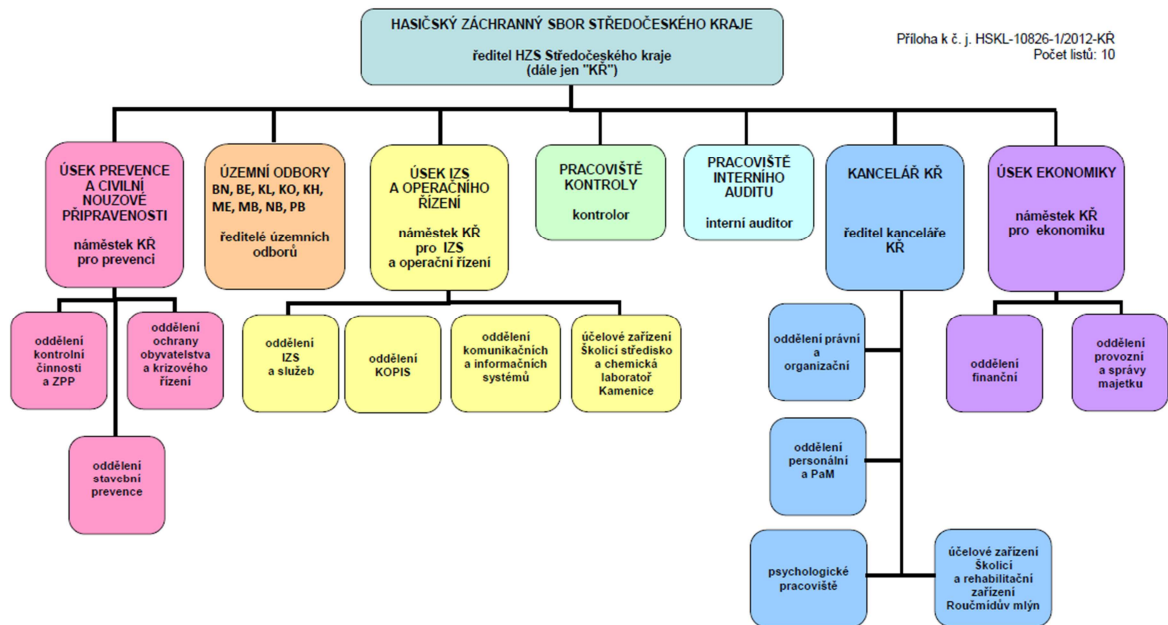 HASIČSKÝ ZÁCHRANNÝ SBOR STŘEDOČESKÉHO KRAJE
ředitel HZS Středočeského kraje
(dále jen "KŘ")
Příloha k č. j. HSKL-10826-1/2012-KŘ
Počet listů: 10
ÚSEK PREVENCE
A CIVILNÍ
NOUZOVÉ
PŘIPRAVENOSTI
náměstek KŘ
pro prevenci
ÚZEMNÍ ODBORY
BN, BE, KL, KO, KH,
ME, MB, NB, PB
ředitelé územních
odborů
ÚSEK IZS
A OPERAČNÍHO
ŘÍZENÍ
náměstek KŘ
pro IZS
a operační řízení
PRACOVIŠTĚ
KONTROLY
kontrolor
PRACOVIŠTĚ
INTERNÍHO
AUDITU
interní auditor
KANCELÁŘ KŘ
ředitel kanceláře
KŘ
ÚSEK EKONOMIKY
náměstek KŘ
pro ekonomiku
oddělení
kontrolní
činnosti
a ZPP
oddělení
ochrany
obyvatelstva
a krizového
řízení
oddělení
stavební
prevence
oddělení
IZS
a služeb
oddělení
KOPIS
oddělení
komunikačních
a informačních
systémů
účelové zařízení
Školicí středisko
a chemická
laboratoř
Kamenice
oddělení právní
a
organizační
oddělení
personální
a PaM
psychologické
pracoviště
účelové zařízení
Školicí
a rehabilitační
zařízení
Roučmídův mlýn
oddělení
finanční
oddělení
provozní
a správy
majetku